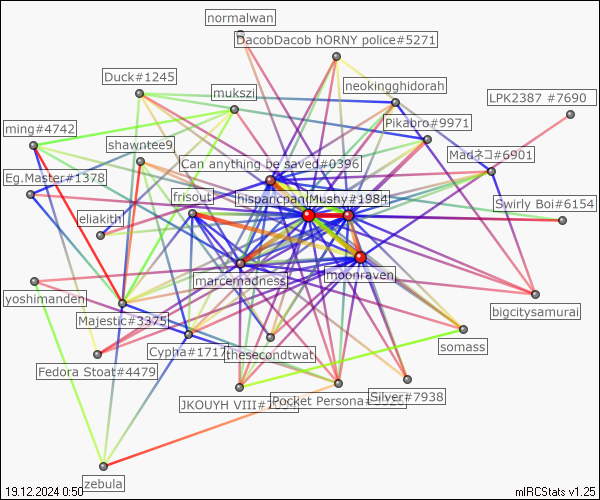 normalwan
DacobDacob hORNY police#5271
Duck#1245
mukszi
neokingghidorah
LPK2387 #7690
ming#4742
Pikabro#9971
shawntee9
Madネコ#6901
Can anything be saved#0396
Eg.Master#1378
frisout
hispanicpan
Mushy#1984
Swirly Boi#6154
eliakith
marcemadness
moonraven
yoshimanden
Majestic#3375
bigcitysamurai
Cypha#1717
thesecondtwat
somass
Fedora Stoat#4479
JKOUYH VIII
Pocket Persona
Silver#7938
zebula
19.12.2024 0:50
mIRCStats v1.25